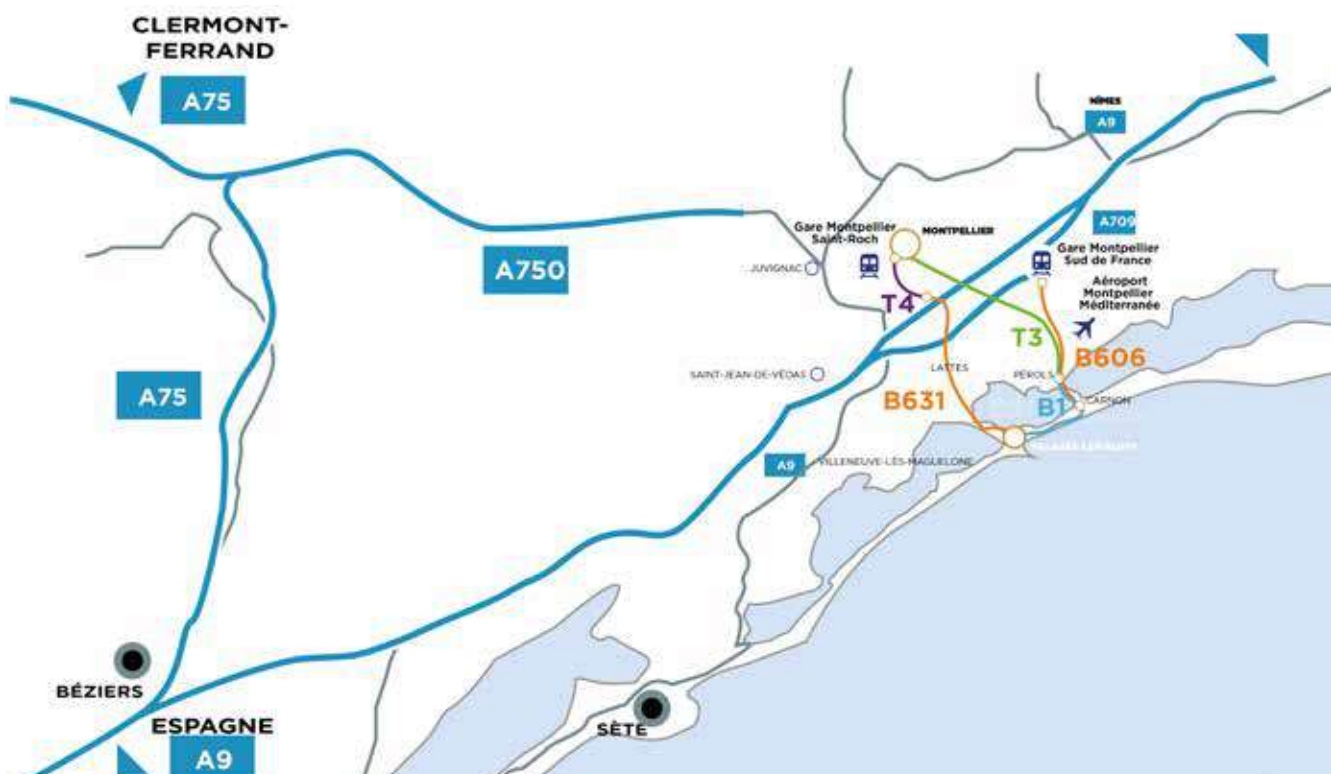 CLERMONT-
FERRAND
A75
NÎMES
A9
A709
Gare Montpellier
Saint-Roch
MONTPELLIER
Gare Montpellier
Sud de France
JUVIGNAC
A750
Aéroport
Montpellier
Méditerranée
T4
T3
B606
SAINT-JEAN-DE-VÉDAS
LATTES
PÉROLS
A75
B631
B1
CARNON
A9
VILLENEUVE-LÈS-MAGUELONE
BÉZIERS
ESPAGNE
A9
SÈTE